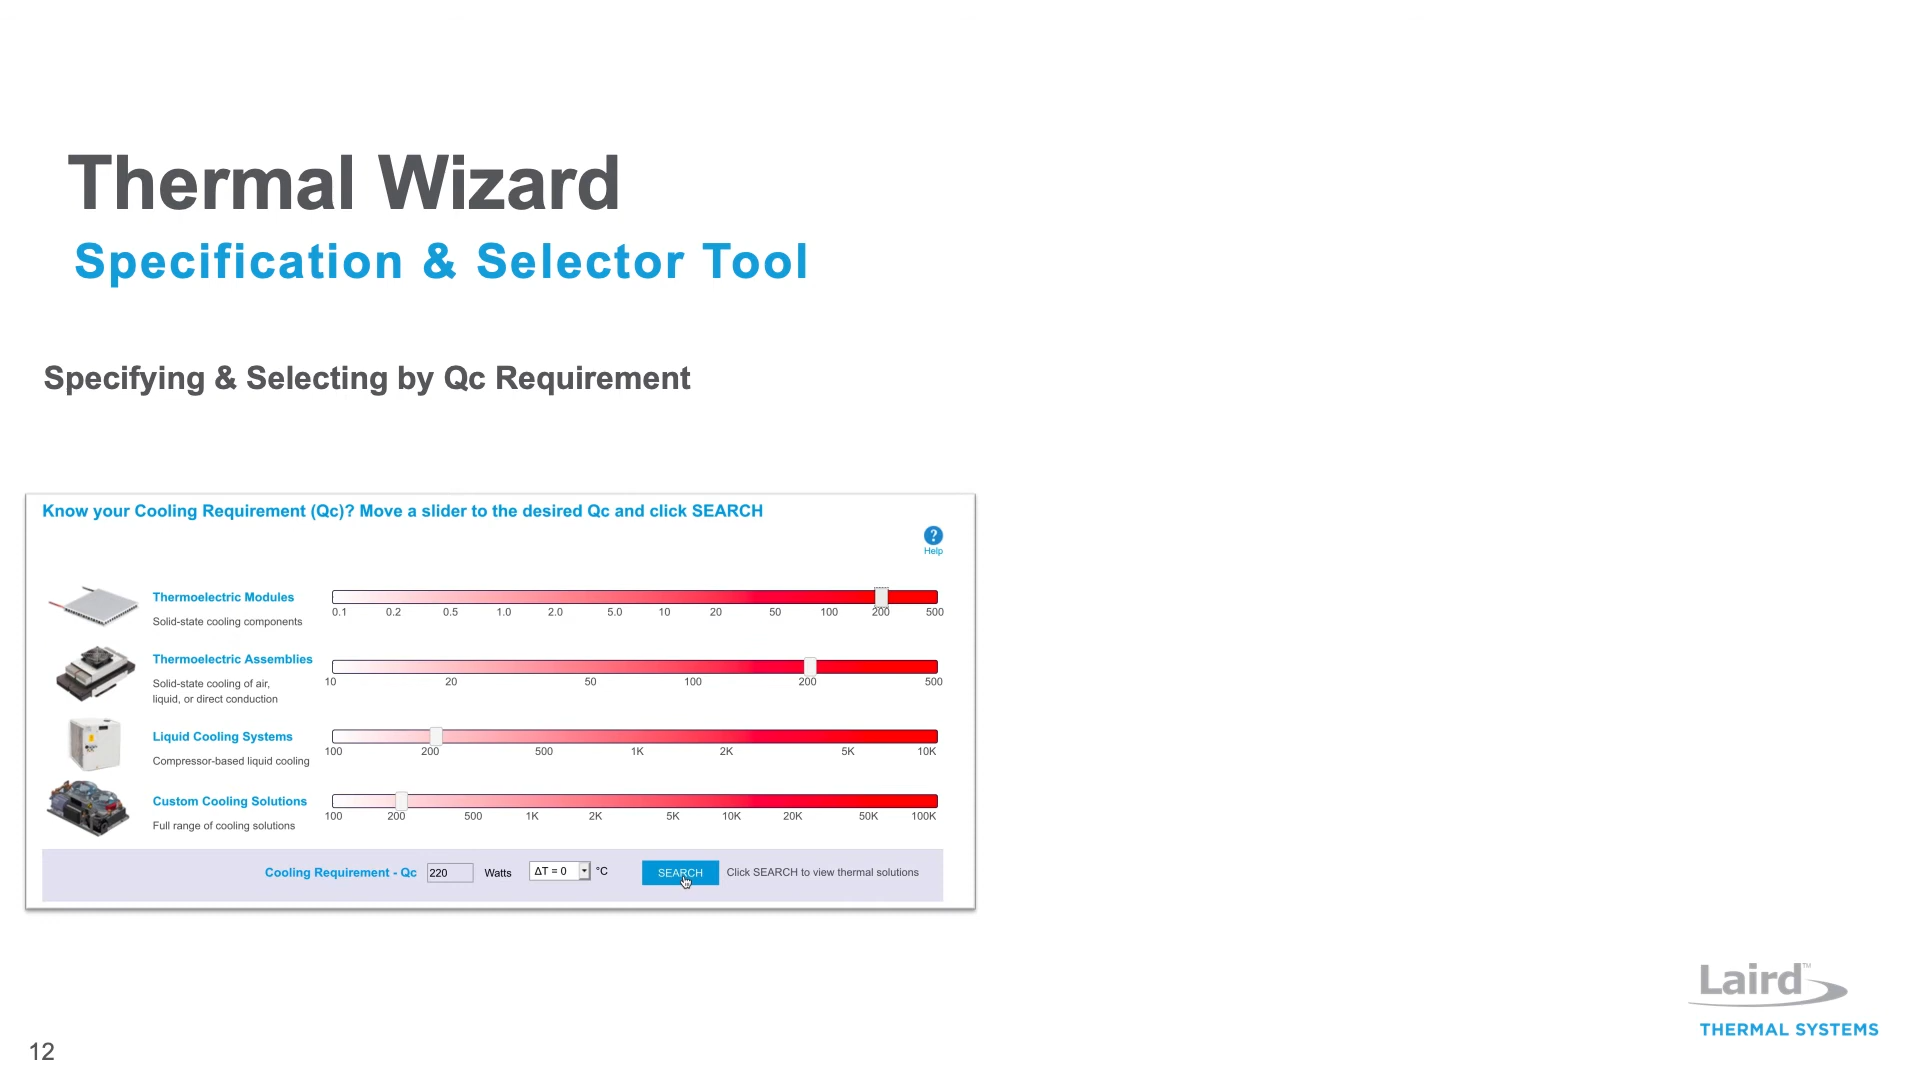 Thermal Wizard
Specification & Selector Tool
Specifying & Selecting by Qc Requirement
Know your Cooling Requirement (Qc)? Move a slider to the desired Qc and click SEARCH
?
Help
Thermoelectric Modules
Solid-state cooling components
0.1 0.2 0.5 1.0 2.0 5.0 10 20 50 100 200 500
Thermoelectric Assemblies
Solid-state cooling of air,
liquid, or direct conduction
10 20 50 100 200 500
Liquid Cooling Systems
Compressor-based liquid cooling
100 200 500 1K 2K 5K 10K
Custom Cooling Solutions
Full range of cooling solutions
100 200 500 1K 2K 5K 10K 20K 50K 100K
Cooling Requirement - Qc 220 Watts ΔT = 0 °C SEARCH Click SEARCH to view thermal solutions
Laird™
THERMAL SYSTEMS
12